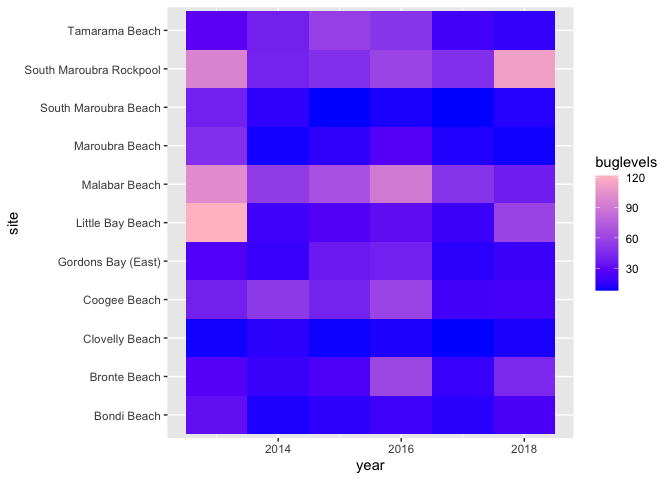 Tamarama Beach
South Maroubra Rockpool
South Maroubra Beach
Maroubra Beach
Malabar Beach
Little Bay Beach
Gordons Bay (East)
Coogee Beach
Clovelly Beach
Bronte Beach
Bondi Beach
site
2014 2016 2018
year
buglevels
120
90
60
30